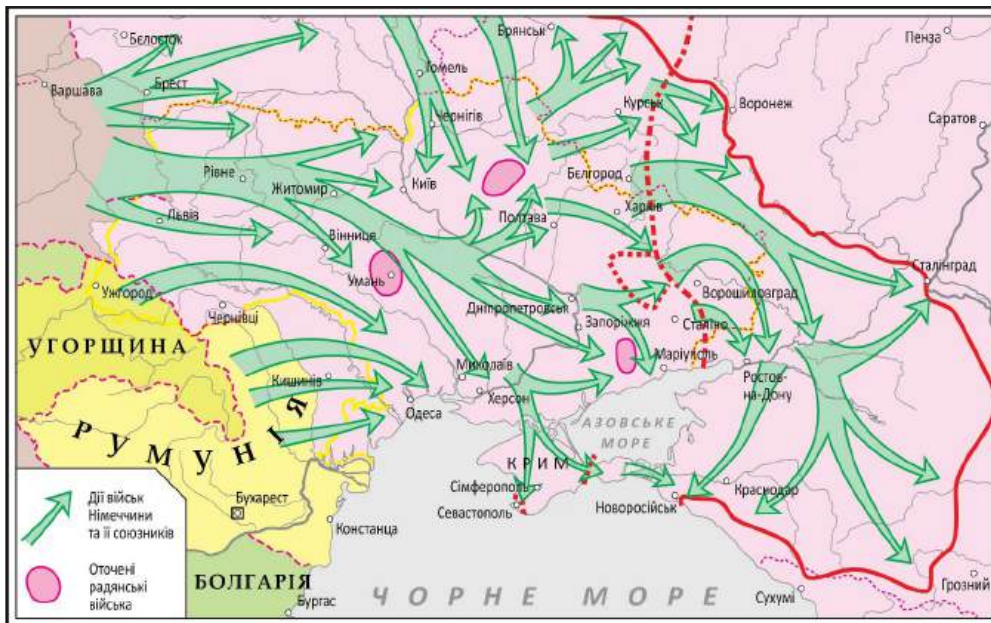 Бєлосток
Брянськ
Пенза
Варшава
Брест
Гомель
Курськ
Воронеж
Чернігів
Саратов
Рівне
Житомир
Київ
Бєлгород
Львів
Полтава
Харків
Вінниця
Сталінград
Ужгород
Умань
Дніпропетровськ
Ворошиловград
Чернівці
Запоріжжя
Сталіно
УГОРЩИНА
Миколаїв
Маріуполь
Кишинів
Херсон
Ростов-
на-Дону
Одеса
АЗОВСЬКЕ
МОРЕ
РУМУНІЯ
КРИМ
Сімферополь
Краснодар
Севастополь
Новоросійськ
Бухарест
Констанца
Дії військ
Німеччини
та її союзників
Оточені
радянські
війська
БОЛГАРІЯ
Бургас
ЧОРНЕ МОРЕ
Сухумі
Грозний